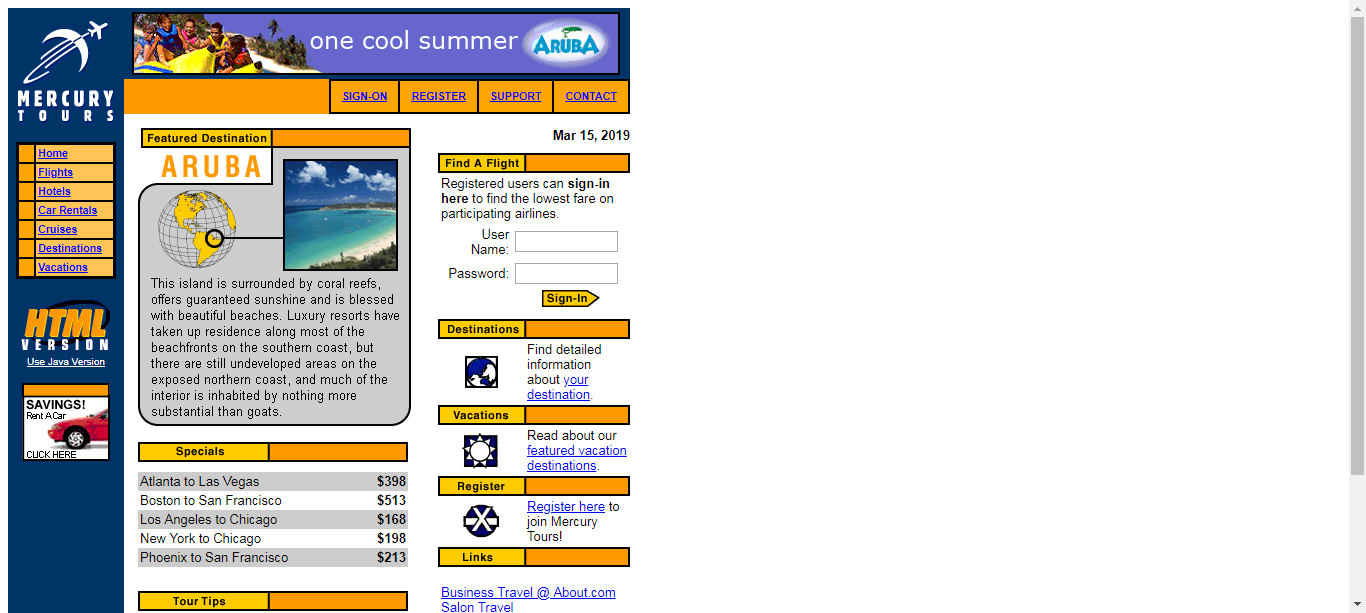 one cool summer ARUBA
MERCURY
TOURS
SIGN-ON REGISTER SUPPORT CONTACT
Home
Flights
Hotels
Car Rentals
Cruises
Destinations
Vacations
HTML
VERSION
Use Java Version
SAVINGS!
Rent A Car
CLICK HERE
Featured Destination
ARUBA
This island is surrounded by coral reefs,
offers guaranteed sunshine and is blessed
with beautiful beaches. Luxury resorts have
taken up residence along most of the
beachfronts on the southern coast, but
there are still undeveloped areas on the
exposed northern coast, and much of the
interior is inhabited by nothing more
substantial than goats.
Specials
Atlanta to Las Vegas $398
Boston to San Francisco $513
Los Angeles to Chicago $168
New York to Chicago $198
Phoenix to San Francisco $213
Tour Tips
Mar 15, 2019
Find A Flight
Registered users can sign-in
here to find the lowest fare on
participating airlines.
User
Name:
Password:
Sign-In
Destinations
Find detailed
information
about your
destination.
Vacations
Read about our
featured vacation
destinations.
Register
Register here to
join Mercury
Tours!
Links
Business Travel @ About.com
Salon Travel